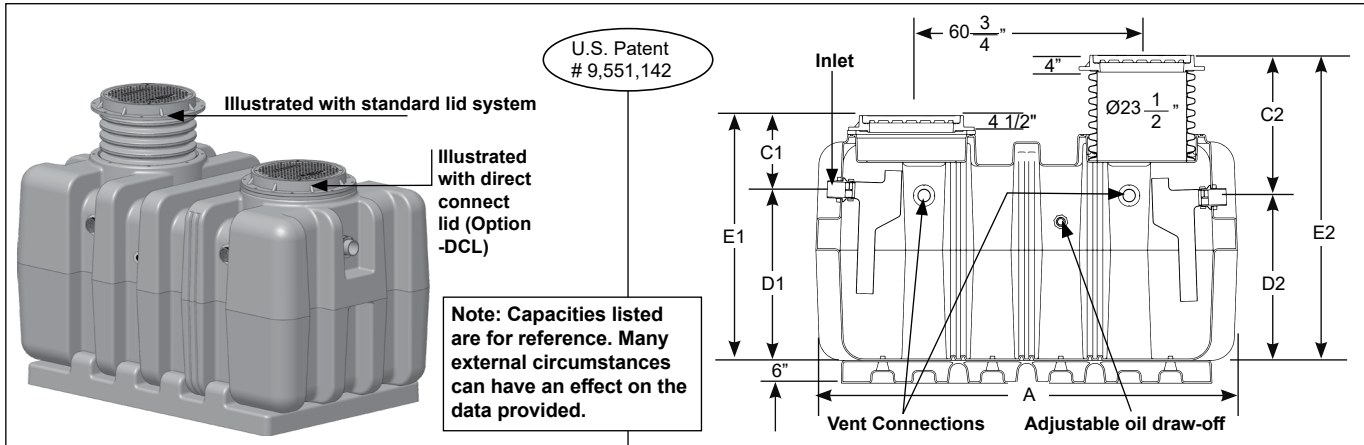 U.S. Patent
# 9,551,142
Illustrated with standard lid system
Illustrated
with direct
connect
lid (Option
-DCL)
Note: Capacities listed
are for reference. Many
external circumstances
can have an effect on the
data provided.
60 3/4"
Inlet
4"
4 1/2"
Ø23 1/2"
C1
C2
E1
E2
D1
D2
6"
A
Vent Connections
Adjustable oil draw-off